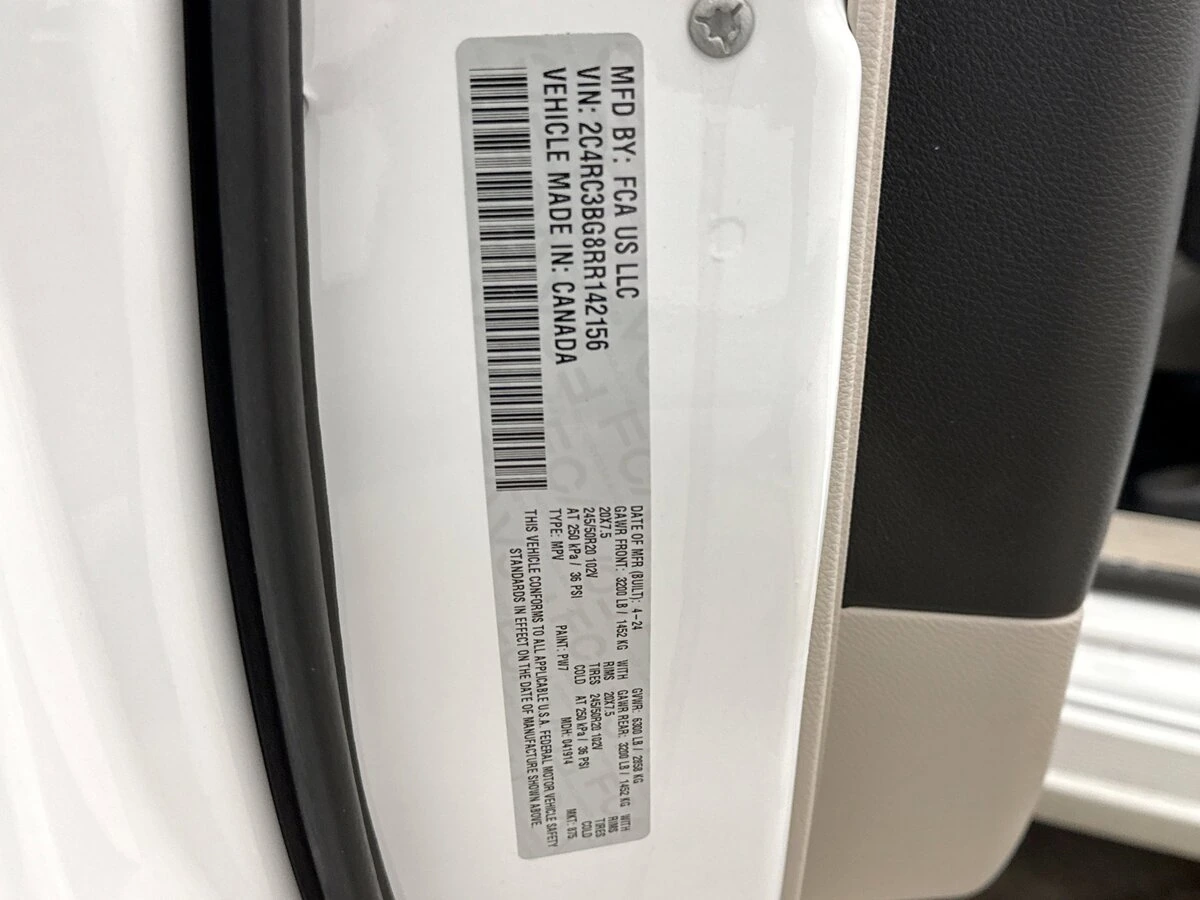 MFD BY: FCA US LLC
VIN: 2C4RC3BG8RR142156
VEHICLE MADE IN: CANADA
DATE OF MFR (BUILT): 4-24 GVWR: 6300 LB / 2858 KG
GAWR FRONT: 3200 LB / 1452 KG WITH GAWR REAR: 3200 LB / 1452 KG WITH
20X7.5 RIMS 20X7.5 RIMS
245/50R20 102V TIRES 245/50R20 102V TIRES
AT 250 kPa / 36 PSI COLD AT 250 kPa / 36 PSI COLD
TYPE: MPV PAINT: PW7 MDH: 041914 MKT: 875
THIS VEHICLE CONFORMS TO ALL APPLICABLE U.S.A. FEDERAL MOTOR VEHICLE SAFETY
STANDARDS IN EFFECT ON THE DATE OF MANUFACTURE SHOWN ABOVE.